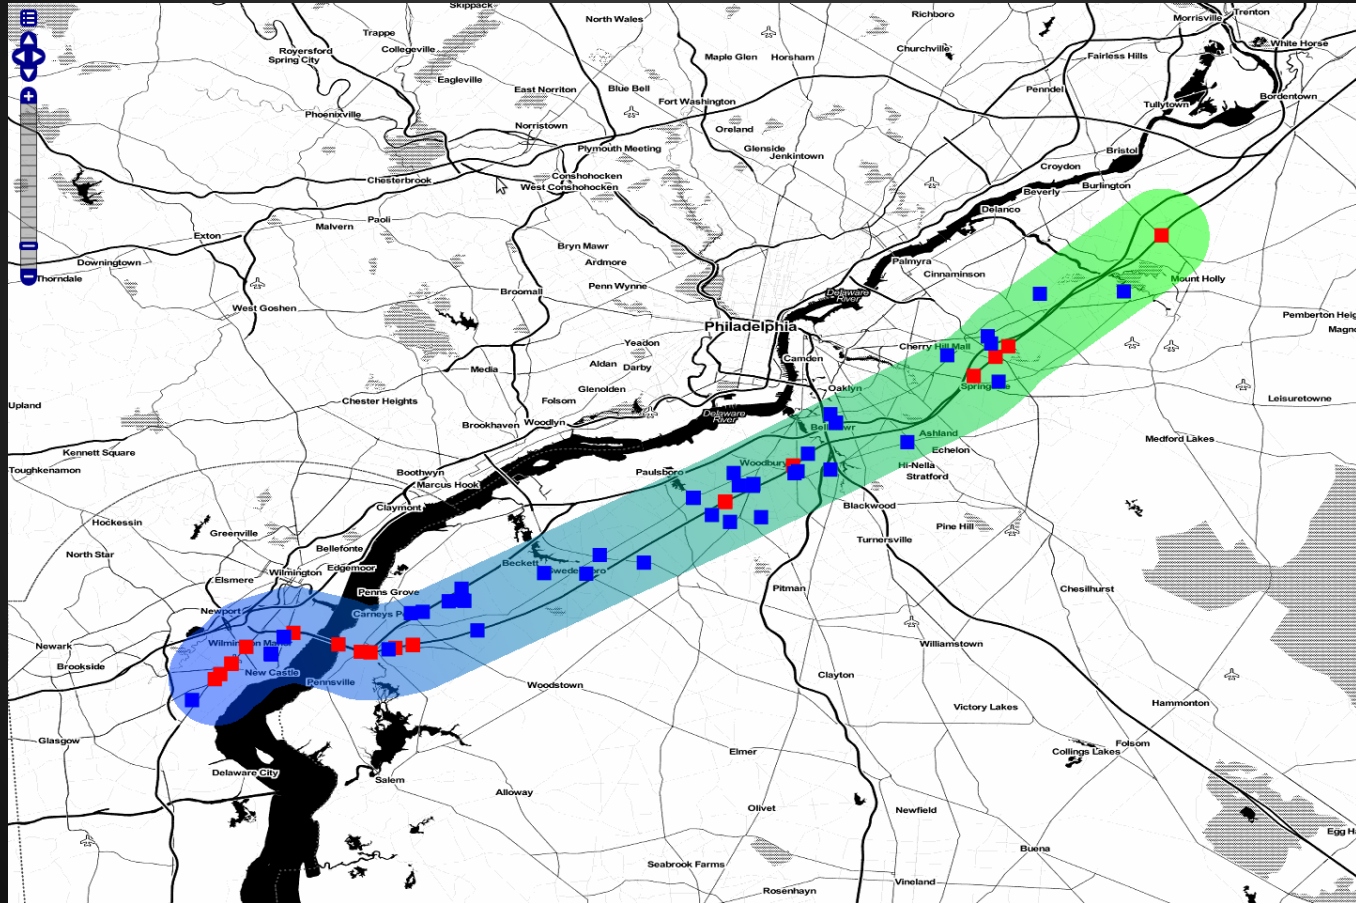 Skippack
Trappe
North Wales
Richboro
Morrisville
Trenton
Royersford
Spring City
Collegeville
Maple Glen
Horsham
Churchville
Fairless Hills
White Horse
Eagleville
East Norriton
Blue Bell
Fort Washington
Penndel
Tullytown
Bordentown
Phoenixville
Norristown
Oreland
Plymouth Meeting
Glenside
Jenkintown
Bristol
Croydon
Chesterbrook
Conshohocken
West Conshohocken
Beverly
Burlington
Paoli
Malvern
Delanco
Exton
Bryn Mawr
Downingtown
Ardmore
Palmyra
Cinnaminson
Thorndale
Penn Wynne
Broomall
Delaware
River
Mount Holly
West Goshen
Philadelphia
Yeadon
Cherry Hill Mall
Camden
Media
Aldan
Darby
Glenolden
Oaklyn
Leisuretowne
Upland
Chester Heights
Folsom
Delaware
River
Brookhaven
Woodlyn
Ashland
Medford Lakes
Kennett Square
Echelon
Toughkenamon
Boothwyn
Paulsboro
Woodbury
Hi-Nella
Stratford
Marcus Hook
Claymont
Blackwood
Hockessin
Greenville
Pine Hill
Turnersville
North Star
Bellefonte
Edgemoor
Beckett
Elsmere
Wilmington
Penns Grove
Pitman
Chesilhurst
Newport
Newark
Williamstown
Brookside
New Castle
Pennsville
Woodstown
Clayton
Hammonton
Victory Lakes
Glasgow
Elmer
Folsom
Collings Lakes
Delaware City
Salem
Alloway
Olivet
Newfield
Buena
Seabrook Farms
Vineland
Rosenhayn